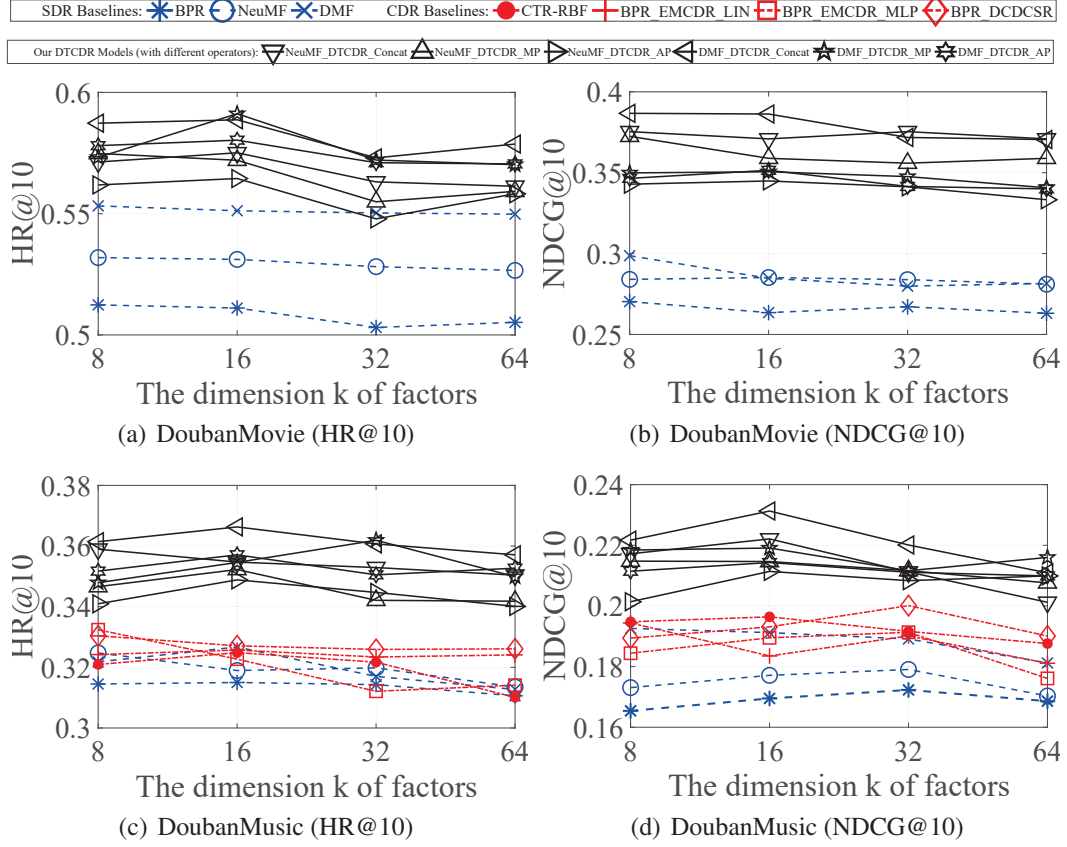 SDR Baselines: BPR NeuMF DMF CDR Baselines: CTR-RBF BPR_EMCDR_LIN BPR_EMCDR_MLP BPR_DCDCSR
Our DTCDR Models (with different operators): NeuMF_DTCDR_Concat NeuMF_DTCDR_MP NeuMF_DTCDR_AP DMF_DTCDR_Concat DMF_DTCDR_MP DMF_DTCDR_AP
HR@10
0.6
0.55
0.5
8 16 32 64
The dimension k of factors
(a) DoubanMovie (HR@10)
NDCG@10
0.4
0.35
0.3
0.25
8 16 32 64
The dimension k of factors
(b) DoubanMovie (NDCG@10)
HR@10
0.38
0.36
0.34
0.32
0.3
8 16 32 64
The dimension k of factors
(c) DoubanMusic (HR@10)
NDCG@10
0.24
0.22
0.2
0.18
0.16
8 16 32 64
The dimension k of factors
(d) DoubanMusic (NDCG@10)